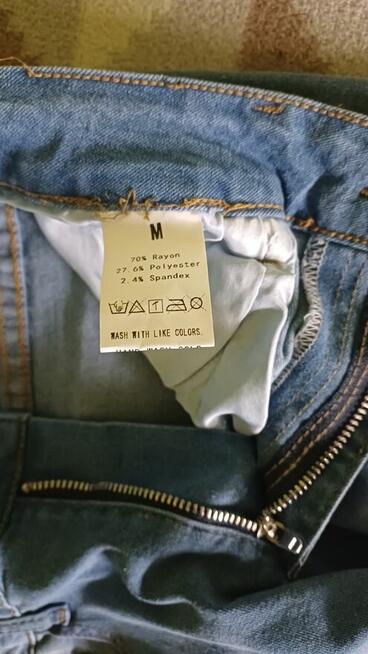 M
70% Rayon
27.6% Polyester
2.4% Spandex
WASH WITH LIKE COLORS.